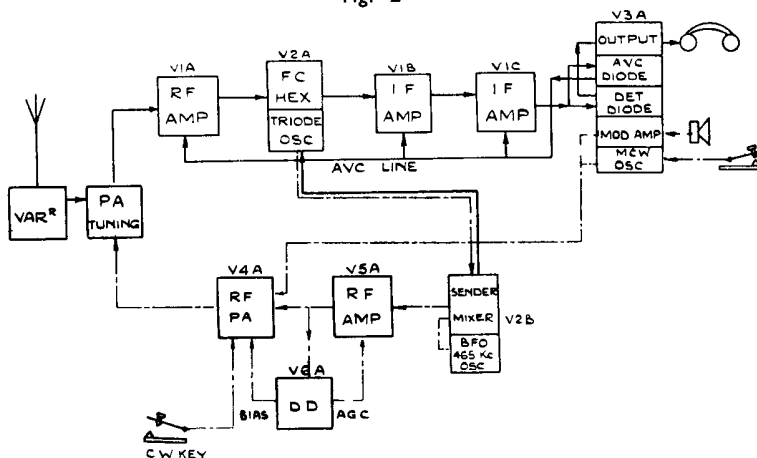 Fig. 2
V3A
OUTPUT
AVC
DIODE
DET
DIODE
MOD AMP
MCW
OSC
V2A
FC
HEX
TRIODE
OSC
V1A
RF
AMP
V1B
IF
AMP
V1C
IF
AMP
AVC LINE
VARR
PA
TUNING
V4A
RF
PA
V5A
RF
AMP
SENDER
MIXER
V2B
BFO
465 Kc
OSC
V6A
DD
BIAS
AGC
CW KEY